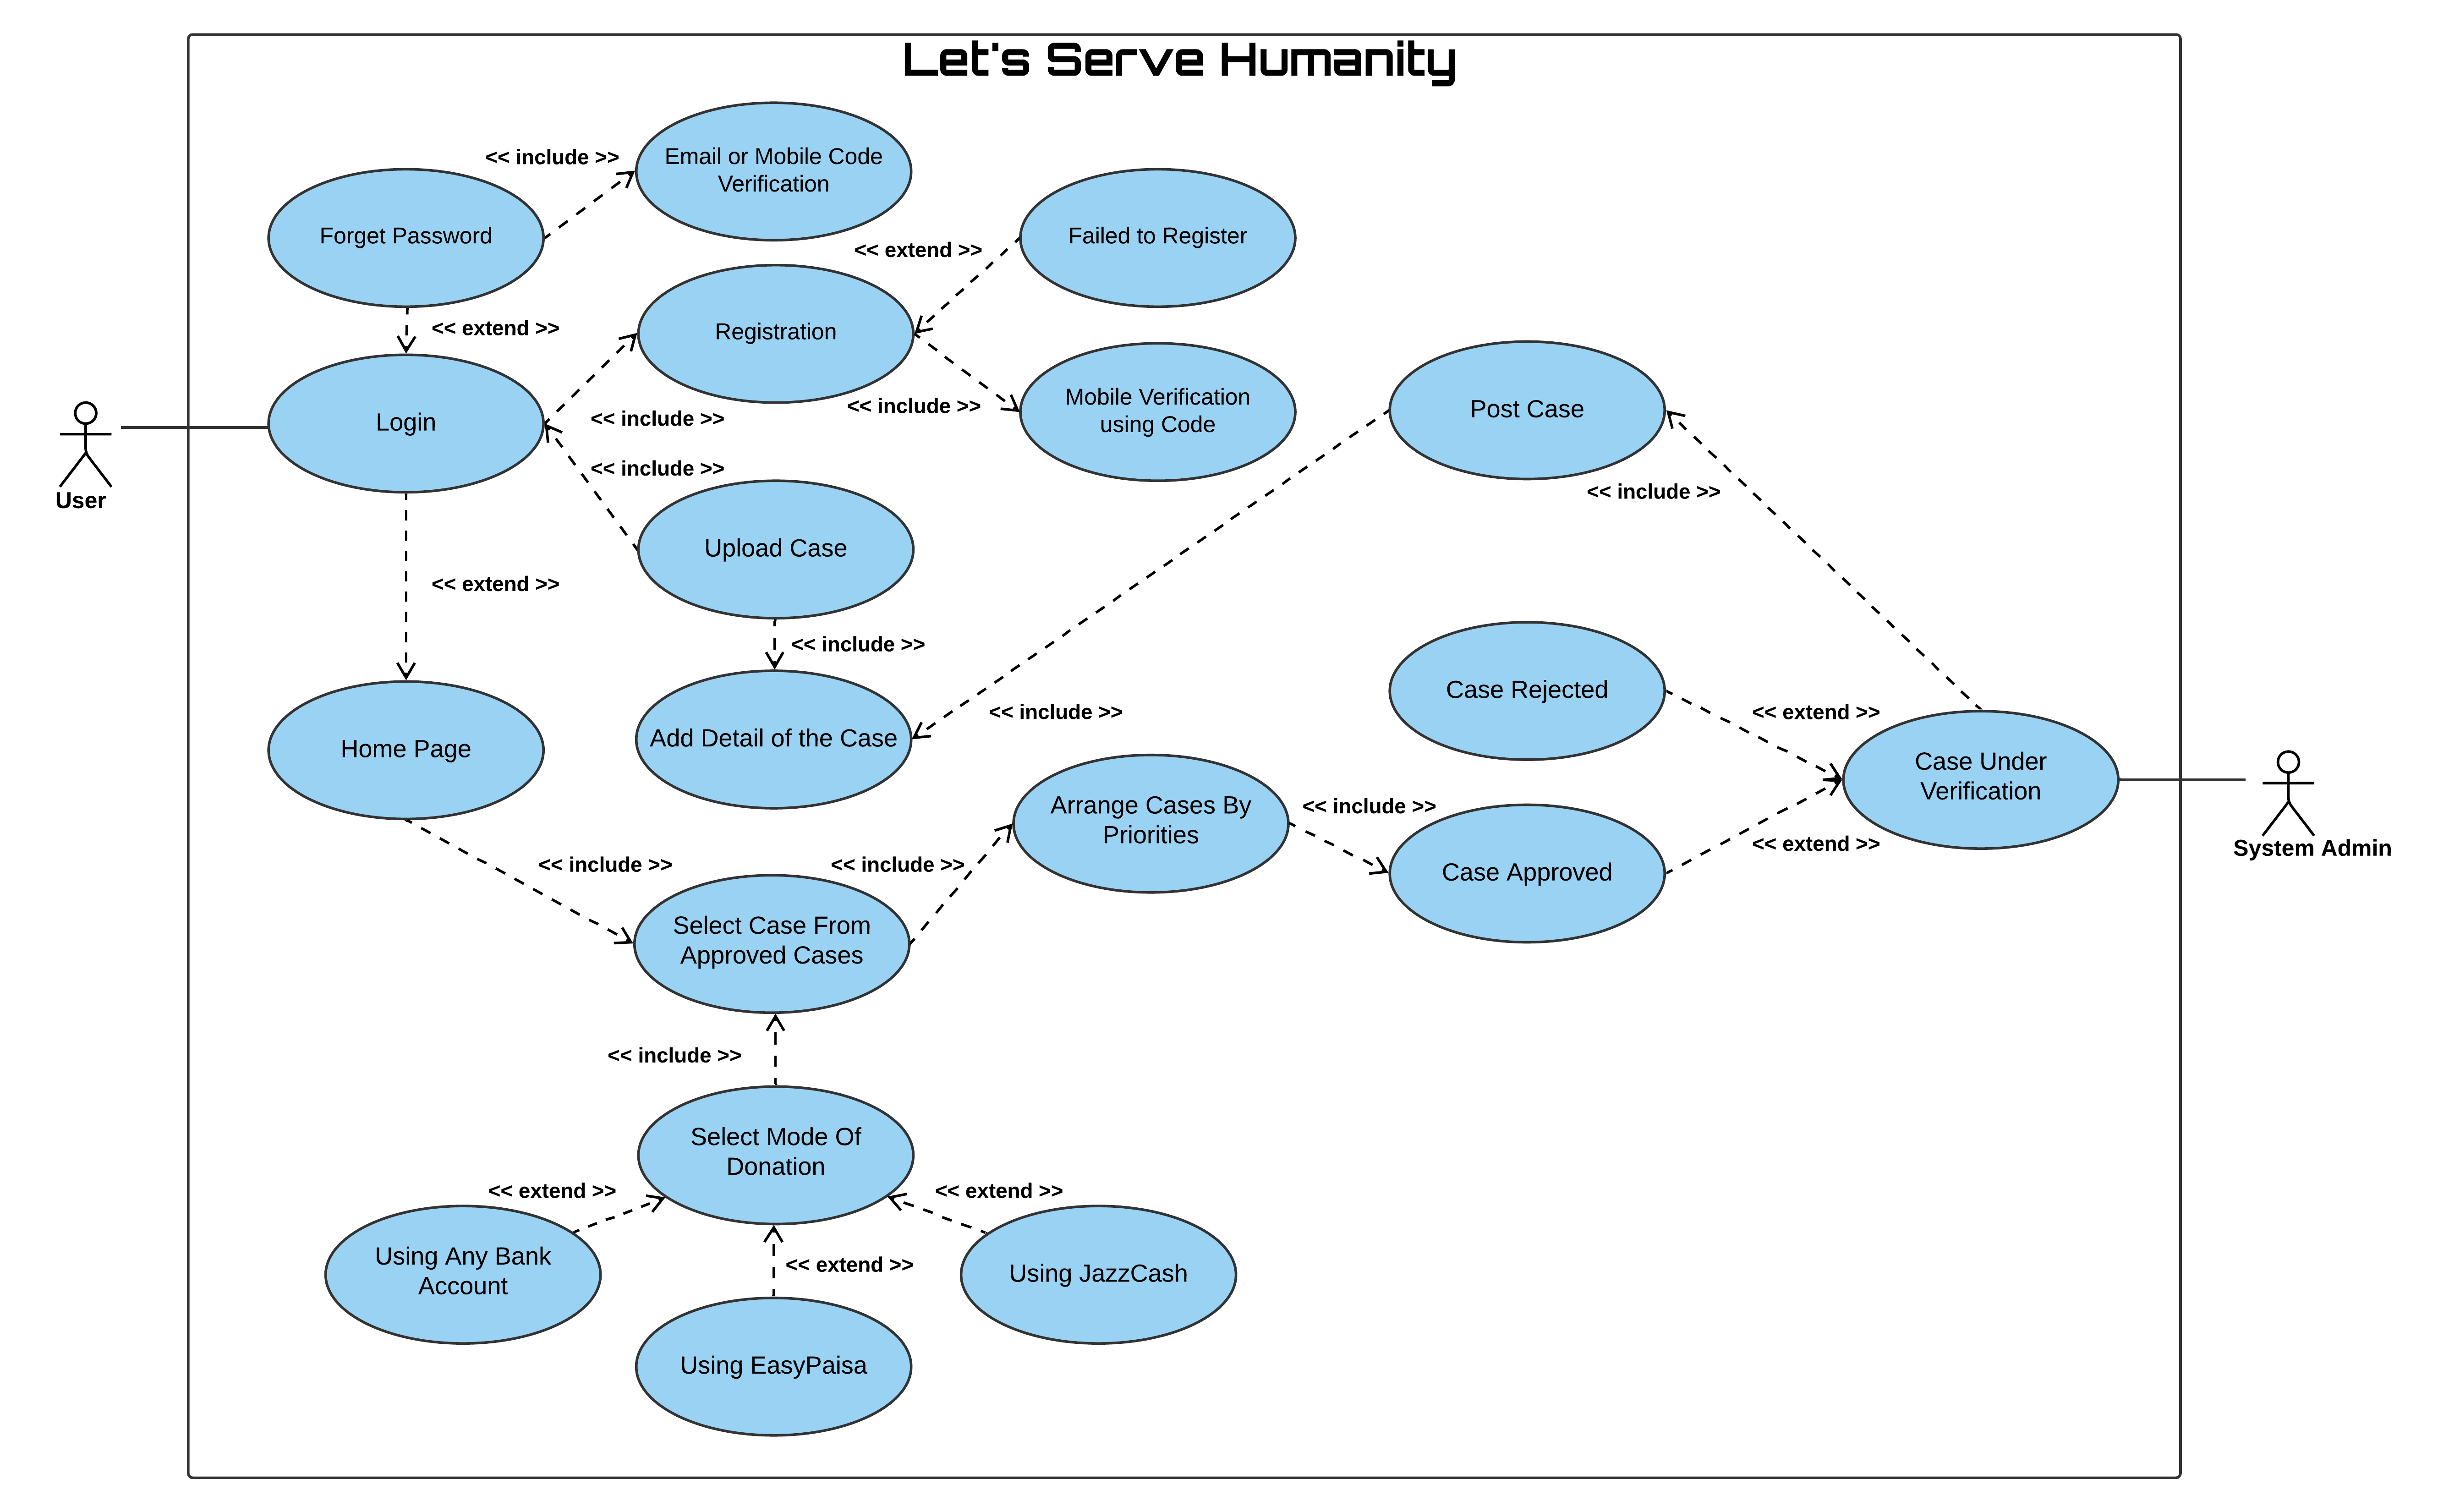 Let's Serve Humanity
Email or Mobile Code
Verification
<< include >>
Forget Password
Failed to Register
<< extend >>
<< extend >>
Registration
Mobile Verification
using Code
<< include >>
Post Case
Login
<< include >>
<< include >>
<< include >>
User
Upload Case
<< extend >>
<< include >>
Case Rejected
<< include >>
<< extend >>
Add Detail of the Case
Home Page
Case Under
Verification
Arrange Cases By
Priorities
<< include >>
<< extend >>
System Admin
<< include >>
<< include >>
Case Approved
Select Case From
Approved Cases
<< include >>
Select Mode Of
Donation
<< extend >>
<< extend >>
Using Any Bank
Account
<< extend >>
Using JazzCash
Using EasyPaisa